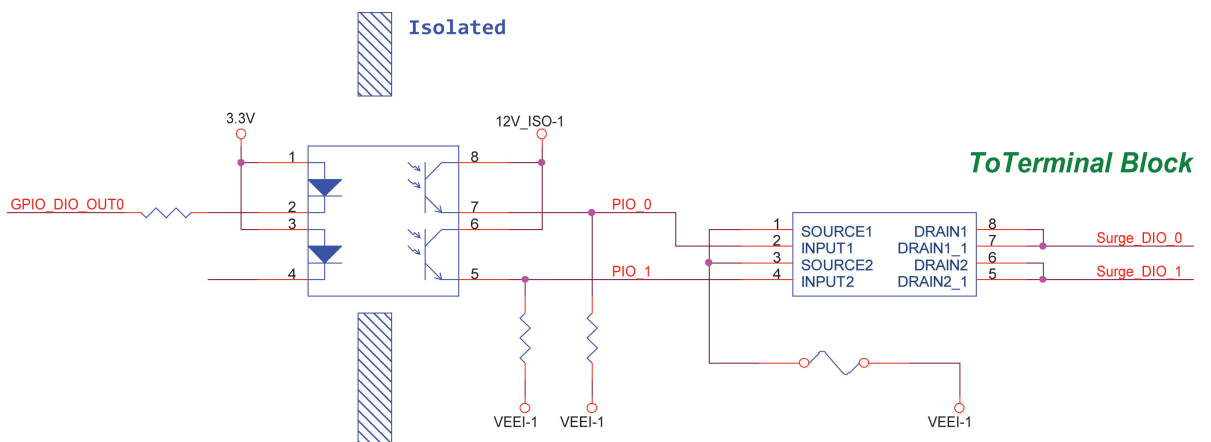 Isolated
3.3V
12V_ISO-1
ToTerminal Block
1
8
GPIO_DIO_OUT0
2
7
PIO_0
3
6
4
5
PIO_1
1
SOURCE1
DRAIN1
8
2
INPUT1
DRAIN1_1
7
Surge_DIO_0
3
SOURCE2
DRAIN2
6
4
INPUT2
DRAIN2_1
5
Surge_DIO_1
VEEI-1
VEEI-1
VEEI-1